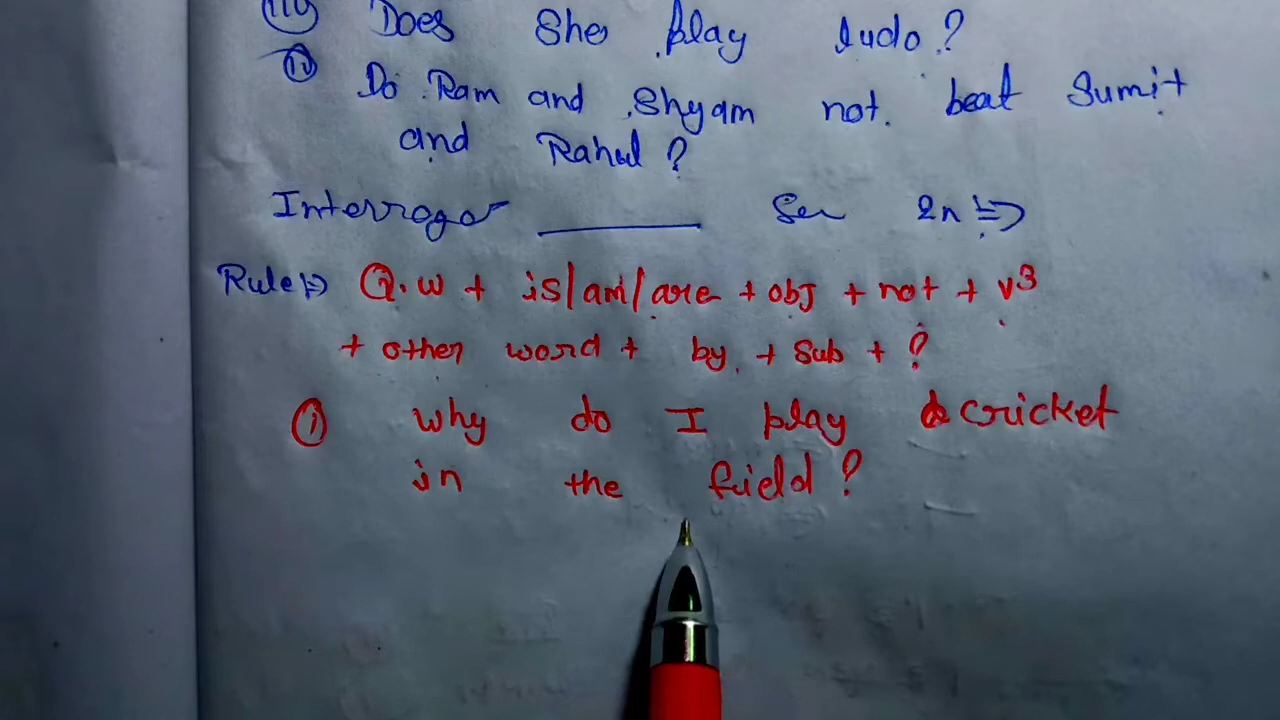 (iii) Does She play ludo?
(iv) Do Ram and Shyam not beat Sumit
and Rahul?
Interrogat ______ Sen 2n ⇒
Rule ⇒ Q.w + is/am/are + obj + not + v3
+ other word + by + Sub + ?
(1) why do I play cricket
in the field?